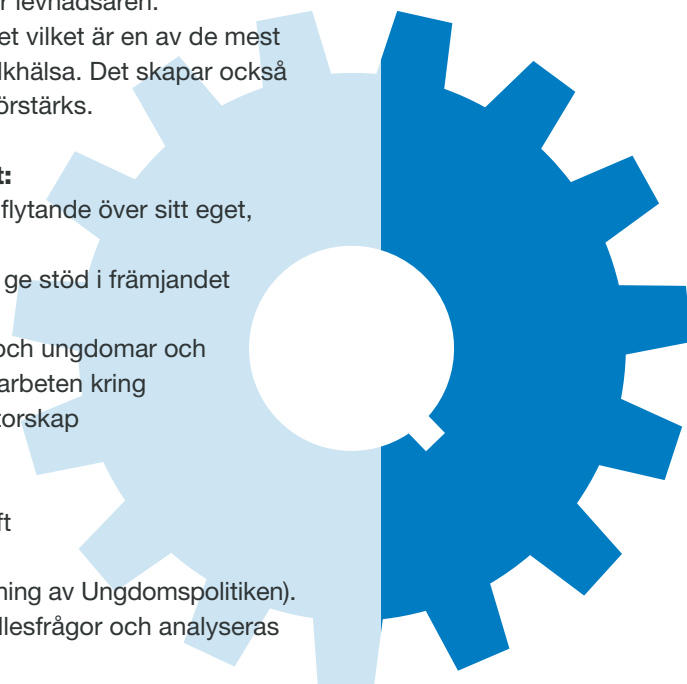 r levnadsåren.
et vilket är en av de mest
lkhälsa. Det skapar också
örstärks.
t:
flytande över sitt eget,
ge stöd i främjandet
och ungdomar och
arbeten kring
torskap
ft
ning av Ungdomspolitiken).
llesfrågor och analyseras